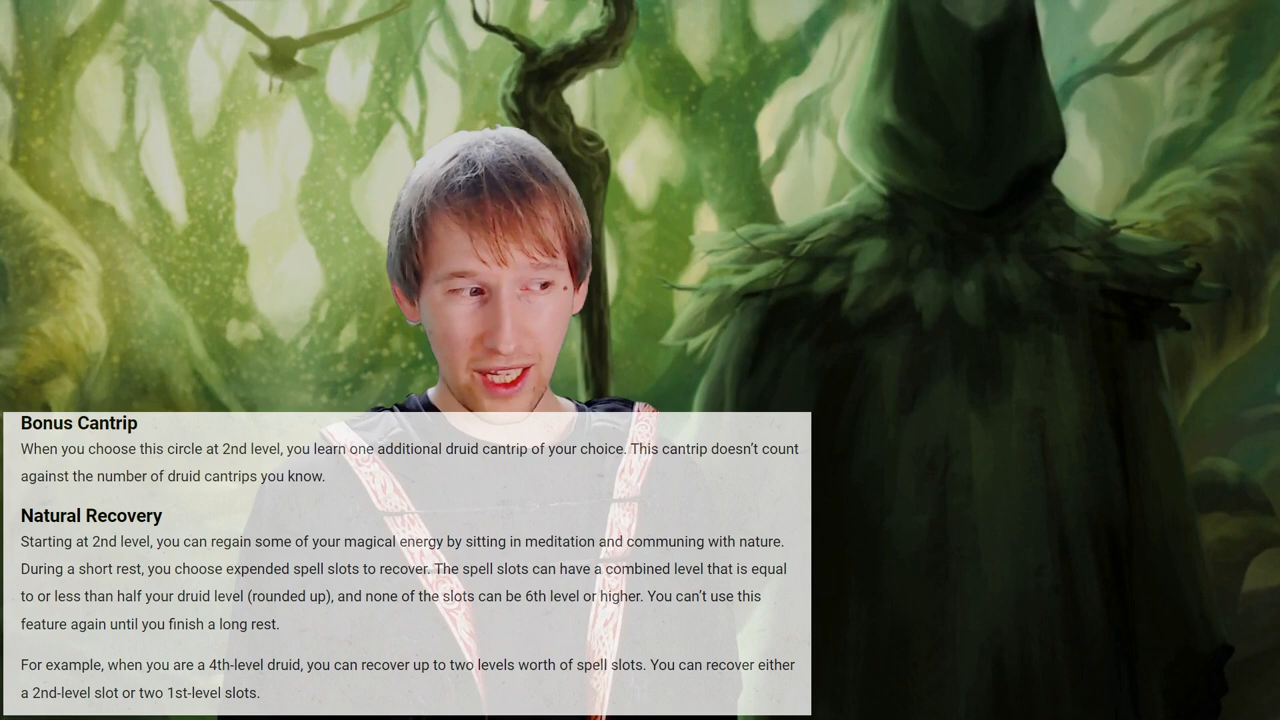 Bonus Cantrip
When you choose this circle at 2nd level, you learn one additional druid cantrip of your choice. This cantrip doesn’t count
against the number of druid cantrips you know.
Natural Recovery
Starting at 2nd level, you can regain some of your magical energy by sitting in meditation and communing with nature.
During a short rest, you choose expended spell slots to recover. The spell slots can have a combined level that is equal
to or less than half your druid level (rounded up), and none of the slots can be 6th level or higher. You can’t use this
feature again until you finish a long rest.
For example, when you are a 4th-level druid, you can recover up to two levels worth of spell slots. You can recover either
a 2nd-level slot or two 1st-level slots.